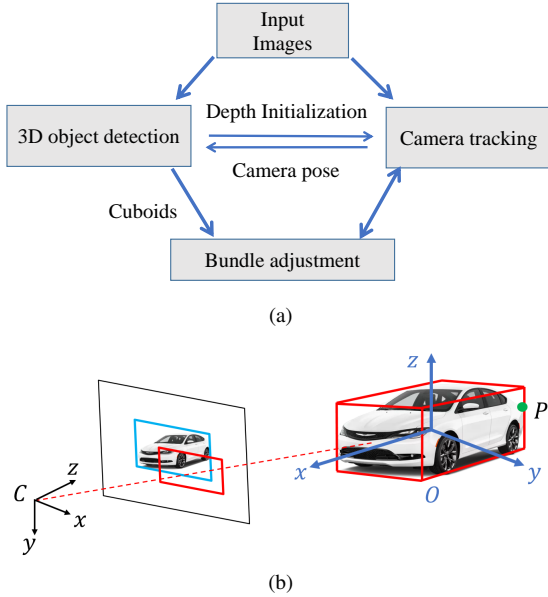 Input
Images
Depth Initialization
3D object detection
Camera tracking
Camera pose
Cuboids
Bundle adjustment
(a)
z
P
C
z
x
y
x
O
y
(b)